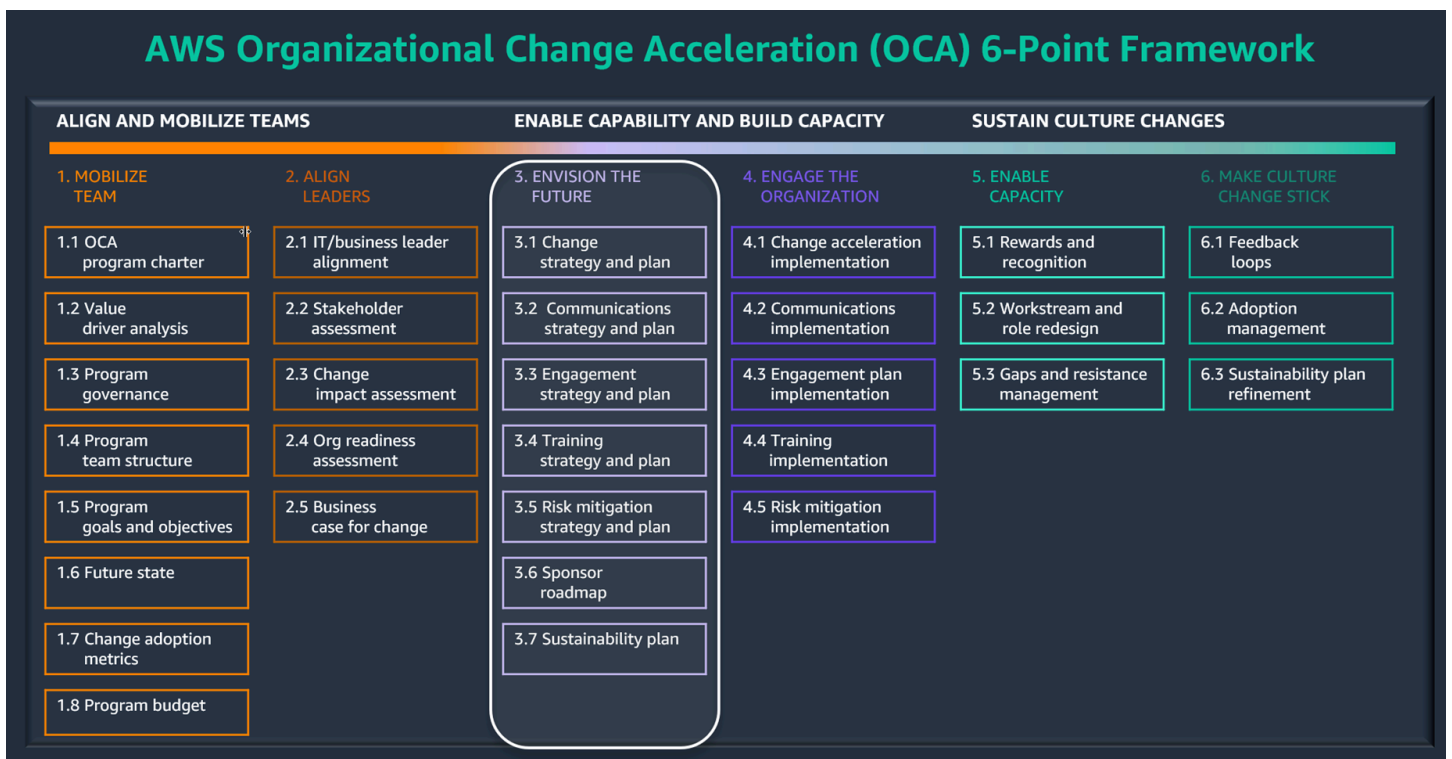 AWS Organizational Change Acceleration (OCA) 6-Point Framework
ALIGN AND MOBILIZE TEAMS
ENABLE CAPABILITY AND BUILD CAPACITY
SUSTAIN CULTURE CHANGES
1. MOBILIZE
TEAM
1.1 OCA
program charter
1.2 Value
driver analysis
1.3 Program
governance
1.4 Program
team structure
1.5 Program
goals and objectives
1.6 Future state
1.7 Change adoption
metrics
1.8 Program budget
2. ALIGN
LEADERS
2.1 IT/business leader
alignment
2.2 Stakeholder
assessment
2.3 Change
impact assessment
2.4 Org readiness
assessment
2.5 Business
case for change
3. ENVISION THE
FUTURE
3.1 Change
strategy and plan
3.2 Communications
strategy and plan
3.3 Engagement
strategy and plan
3.4 Training
strategy and plan
3.5 Risk mitigation
strategy and plan
3.6 Sponsor
roadmap
3.7 Sustainability plan
4. ENGAGE THE
ORGANIZATION
4.1 Change acceleration
implementation
4.2 Communications
implementation
4.3 Engagement plan
implementation
4.4 Training
implementation
4.5 Risk mitigation
implementation
5. ENABLE
CAPACITY
5.1 Rewards and
recognition
5.2 Workstream and
role redesign
5.3 Gaps and resistance
management
6. MAKE CULTURE
CHANGE STICK
6.1 Feedback
loops
6.2 Adoption
management
6.3 Sustainability plan
refinement